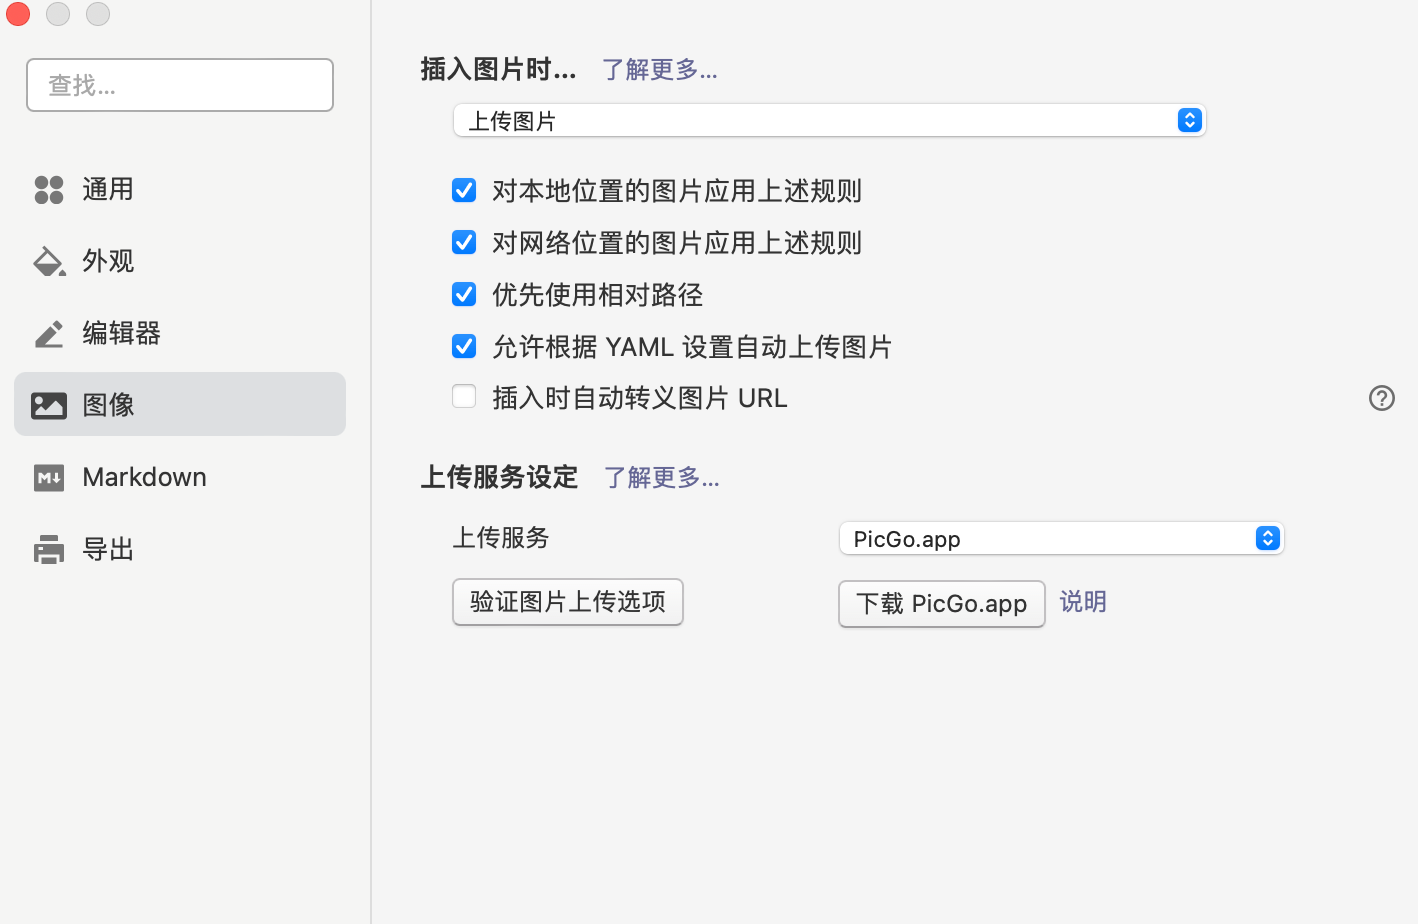 查找...
通用
外观
编辑器
图像
Markdown
导出
插入图片时... 了解更多...
上传图片
对本地位置的图片应用上述规则
对网络位置的图片应用上述规则
优先使用相对路径
允许根据 YAML 设置自动上传图片
插入时自动转义图片 URL
上传服务设定 了解更多...
上传服务 PicGo.app
验证图片上传选项 下载 PicGo.app 说明